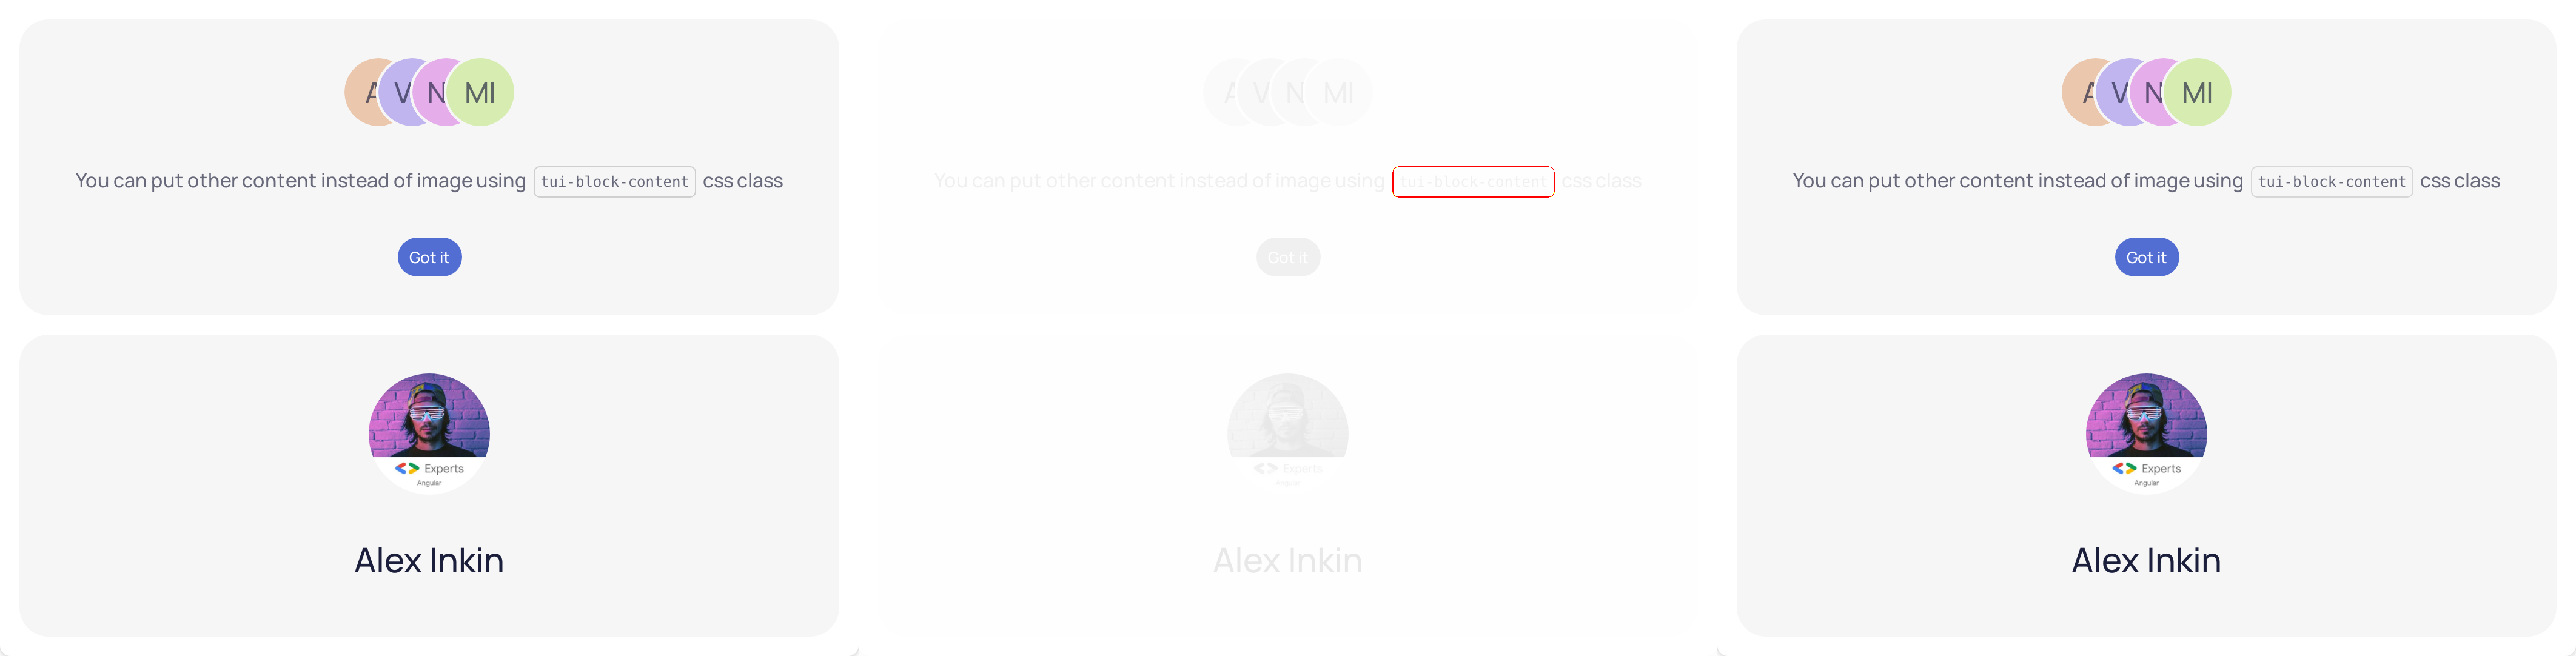 A V N MI
You can put other content instead of image using tui-block-content css class
Got it
Experts
Angular
Alex Inkin
A V N MI
You can put other content instead of image using tui-block-content css class
Got it
Experts
Angular
Alex Inkin
A V N MI
You can put other content instead of image using tui-block-content css class
Got it
Experts
Angular
Alex Inkin